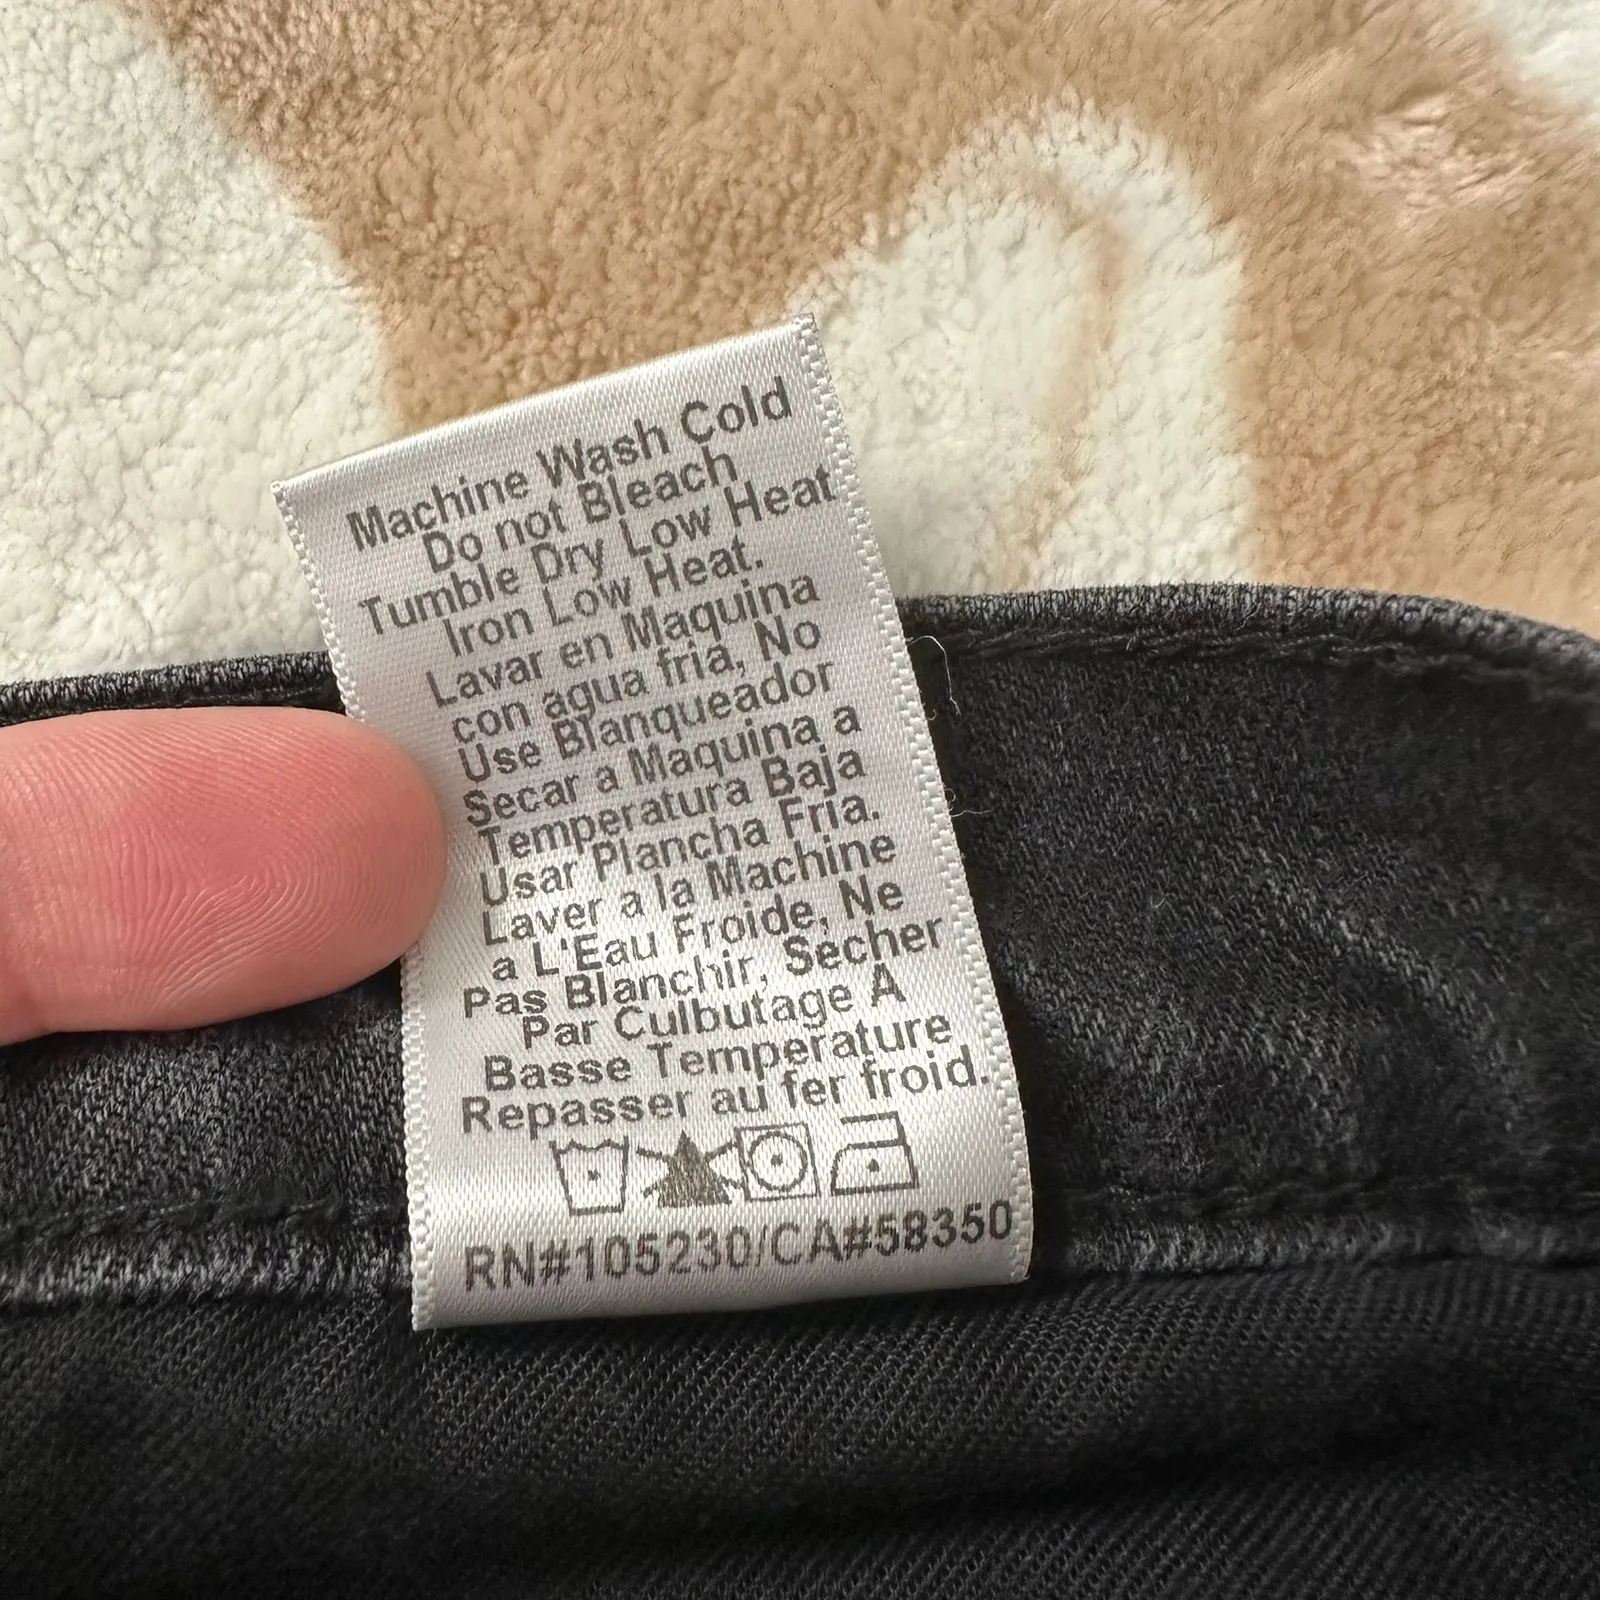 Machine Wash Cold
Do not Bleach
Tumble Dry Low Heat
Iron Low Heat.
Lavar en Maquina
con agua fria, No
Use Blanqueador
Secar a Maquina a
Temperatura Baja
Usar Plancha Fria.
Laver a la Machine
a L'Eau Froide, Ne
Pas Blanchir, Secher
Par Culbutage A
Basse Temperature
Repasser au fer froid.
RN#105230/CA#58350